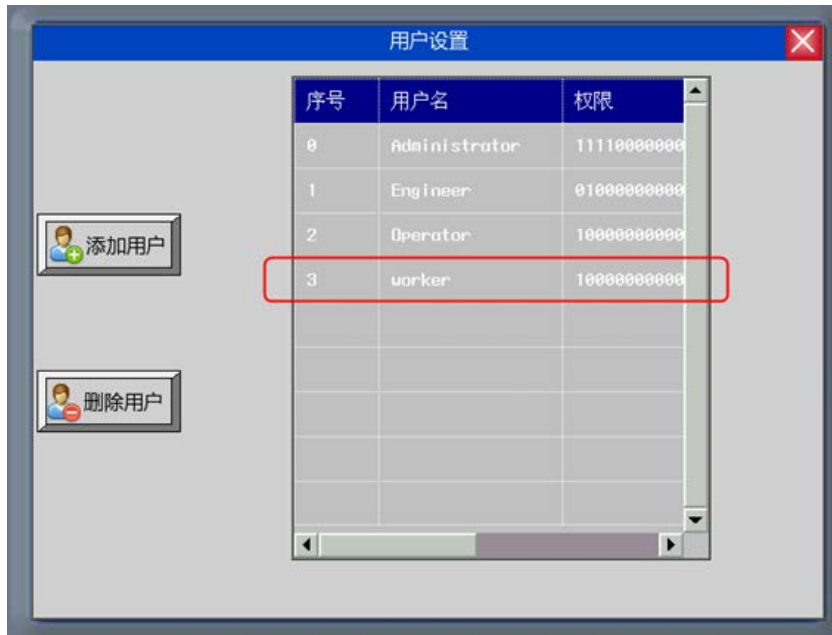 用户设置
序号 用户名 权限
0 Administrator 11110000000
1 Engineer 01000000000
添加用户
2 Operator 10000000000
3 worker 10000000000
删除用户